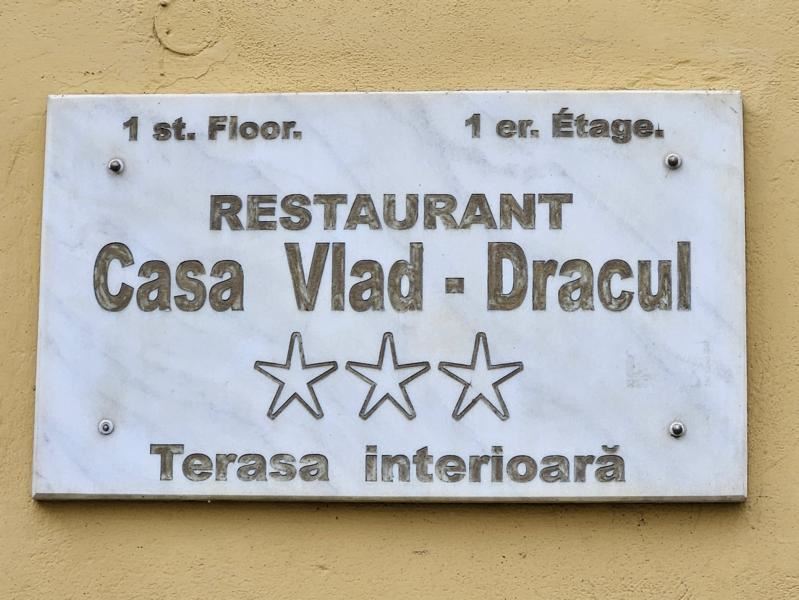 1 st. Floor. 1 er. Étage.
RESTAURANT
Casa Vlad - Dracul
Terasa interioară